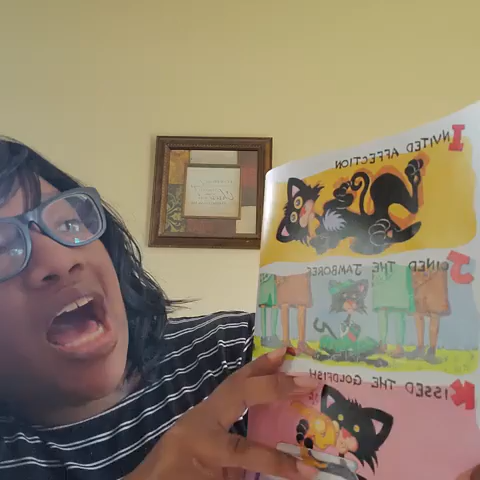 INVITED AFFECTION
JOINED THE JAMBOREE
KISSED THE GOLDFISH